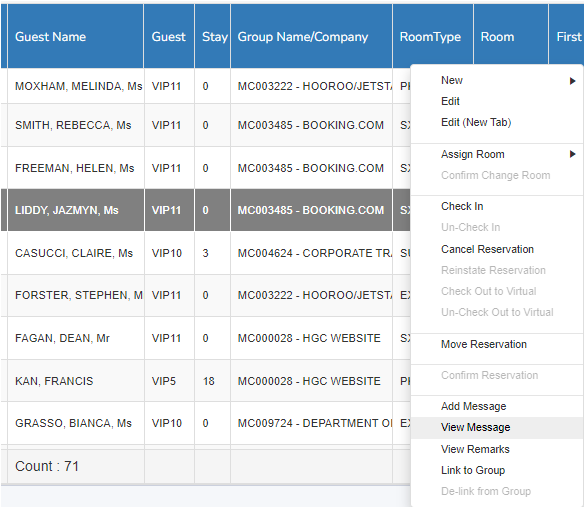 Guest Name Guest Stay Group Name/Company RoomType Room First
MOXHAM, MELINDA, Ms VIP11 0 MC003222 - HOOROO/JETST
SMITH, REBECCA, Ms VIP11 0 MC003485 - BOOKING.COM
FREEMAN, HELEN, Ms VIP11 0 MC003485 - BOOKING.COM
LIDDY, JAZMYN, Ms VIP11 0 MC003485 - BOOKING.COM
CASUCCI, CLAIRE, Ms VIP10 3 MC004624 - CORPORATE TR
FORSTER, STEPHEN, M VIP11 0 MC003222 - HOOROO/JETST
FAGAN, DEAN, Mr VIP11 0 MC000028 - HGC WEBSITE
KAN, FRANCIS VIP5 18 MC000028 - HGC WEBSITE
GRASSO, BIANCA, Ms VIP10 0 MC009724 - DEPARTMENT O
Count : 71
New
Edit
Edit (New Tab)
Assign Room
Confirm Change Room
Check In
Un-Check In
Cancel Reservation
Reinstate Reservation
Check Out to Virtual
Un-Check Out to Virtual
Move Reservation
Confirm Reservation
Add Message
View Message
View Remarks
Link to Group
De-link from Group